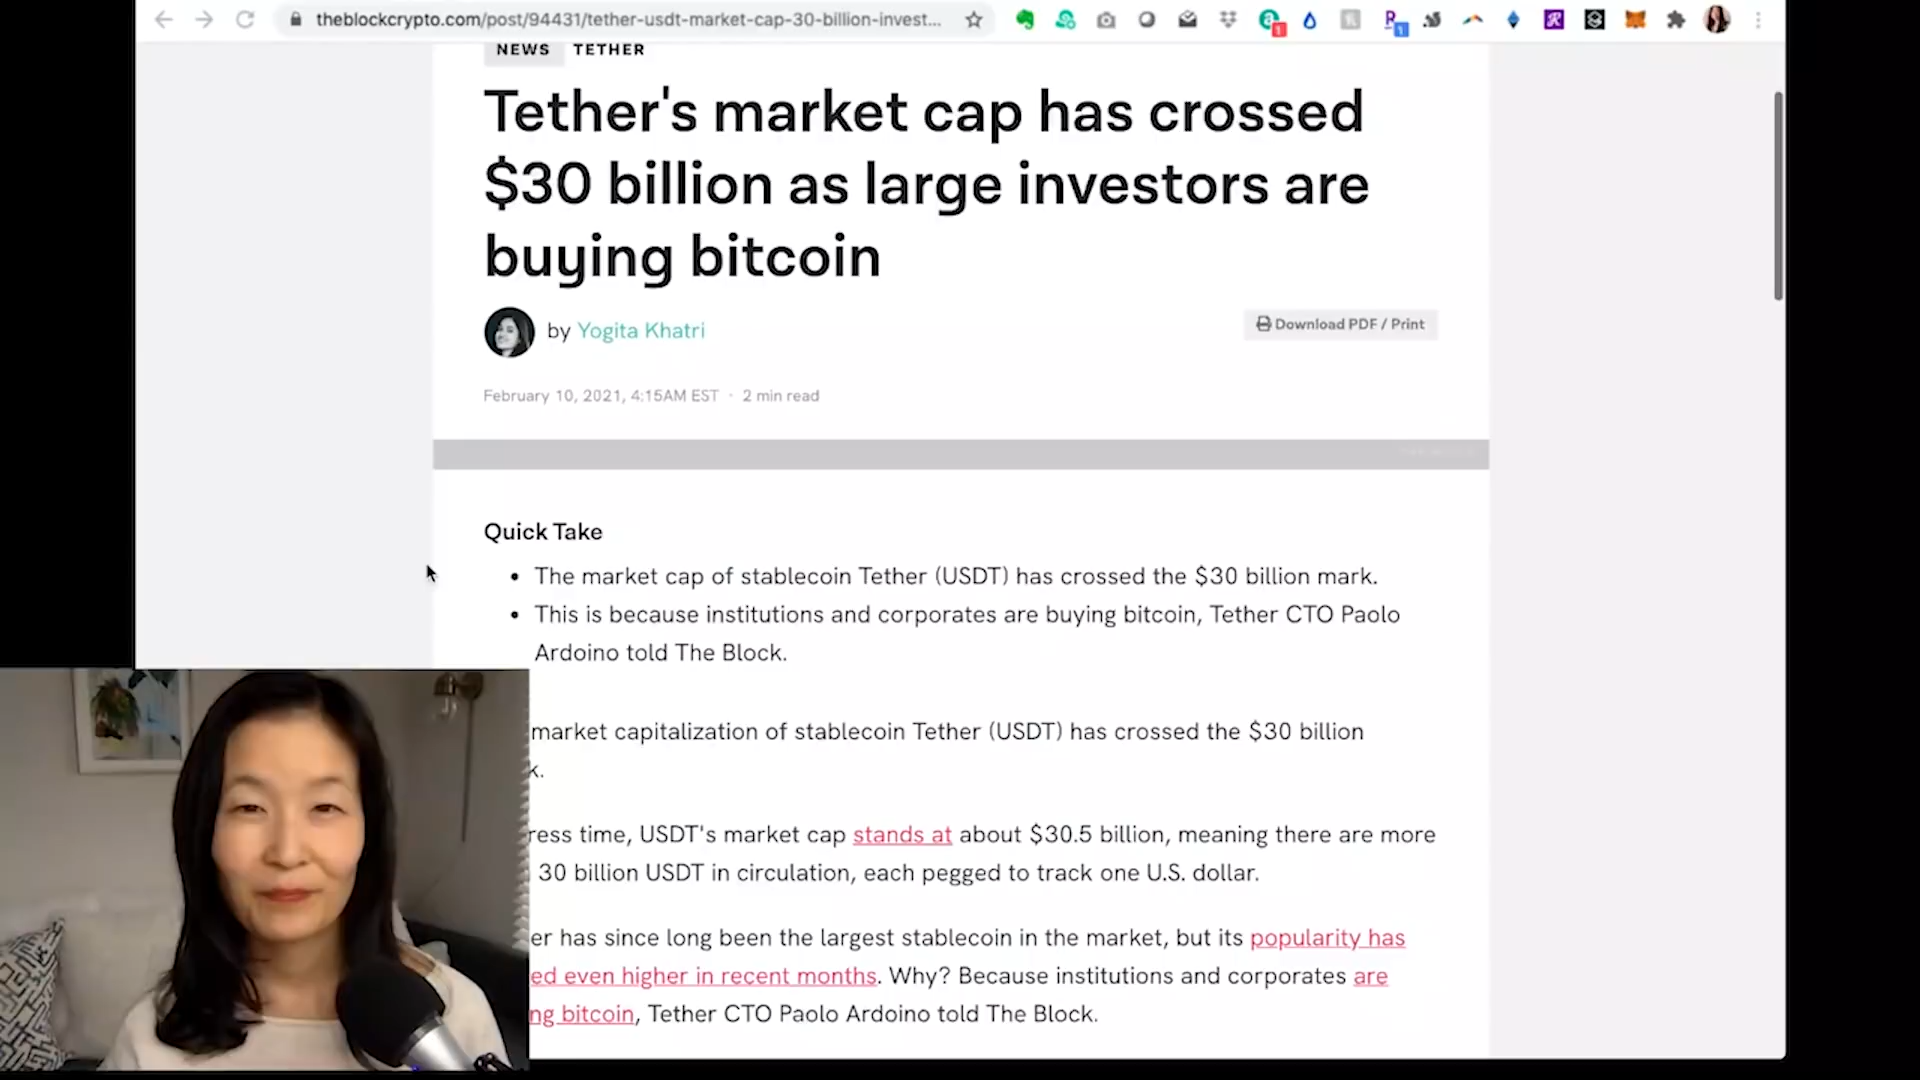 theblockcrypto.com/post/94431/tether-usdt-market-cap-30-billion-invest...
NEWS TETHER
Tether's market cap has crossed
$30 billion as large investors are
buying bitcoin
by Yogita Khatri
Download PDF / Print
February 10, 2021, 4:15AM EST · 2 min read
Quick Take
• The market cap of stablecoin Tether (USDT) has crossed the $30 billion mark.
• This is because institutions and corporates are buying bitcoin, Tether CTO Paolo
Ardoino told The Block.
market capitalization of stablecoin Tether (USDT) has crossed the $30 billion
k.
ress time, USDT's market cap stands at about $30.5 billion, meaning there are more
30 billion USDT in circulation, each pegged to track one U.S. dollar.
er has since long been the largest stablecoin in the market, but its popularity has
ed even higher in recent months. Why? Because institutions and corporates are
ng bitcoin, Tether CTO Paolo Ardoino told The Block.